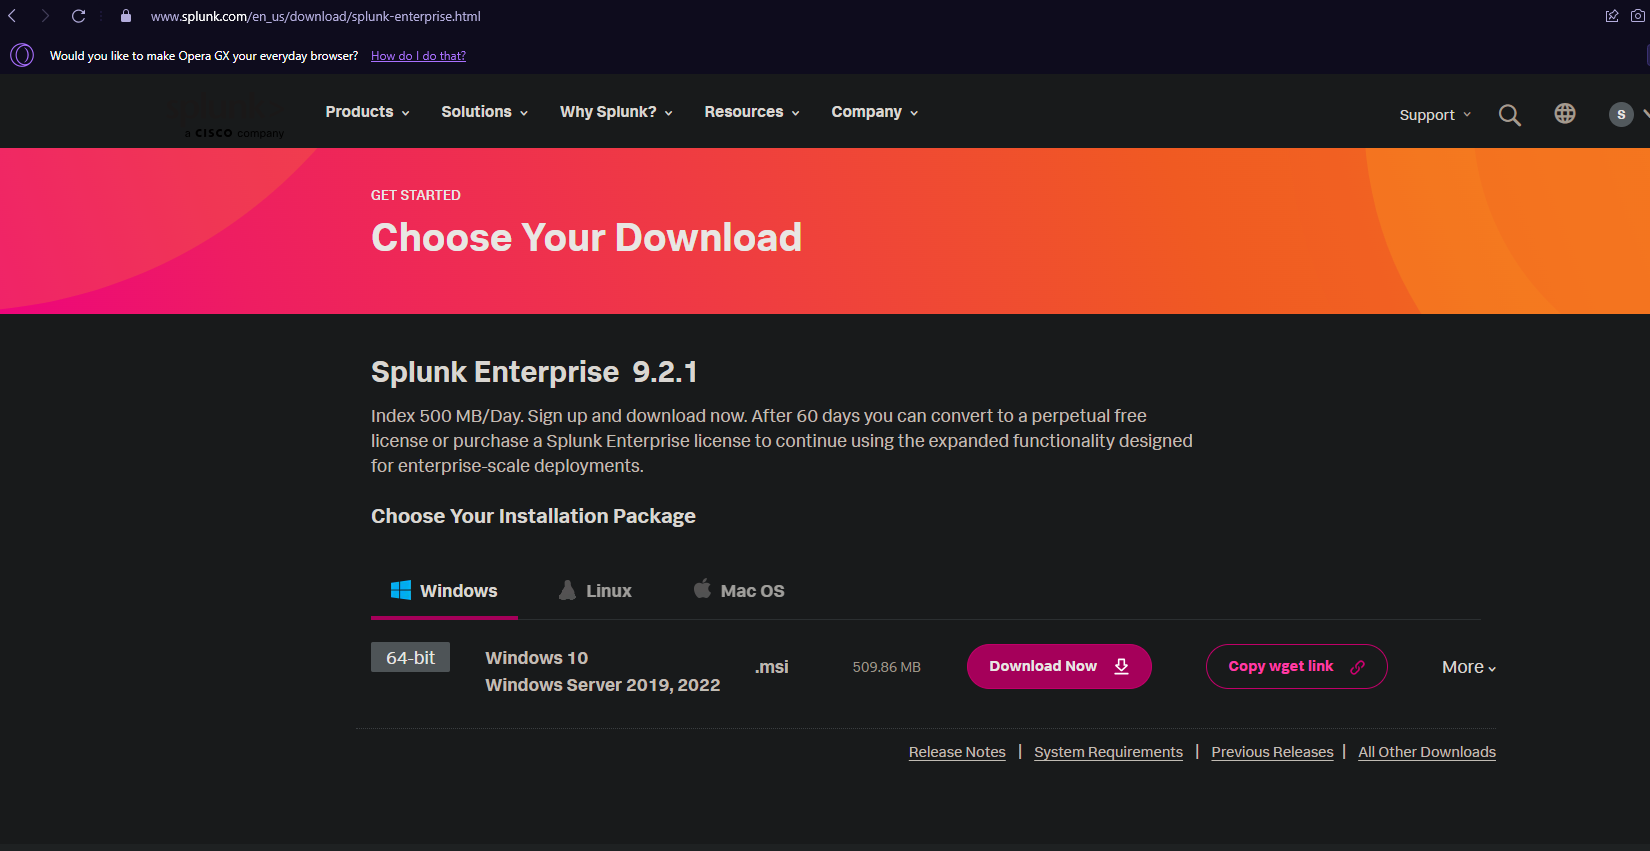 www.splunk.com/en_us/download/splunk-enterprise.html
Would you like to make Opera GX your everyday browser? How do I do that?
a CISCO company
Products Solutions Why Splunk? Resources Company Support S
GET STARTED
Choose Your Download
Splunk Enterprise 9.2.1
Index 500 MB/Day. Sign up and download now. After 60 days you can convert to a perpetual free
license or purchase a Splunk Enterprise license to continue using the expanded functionality designed
for enterprise-scale deployments.
Choose Your Installation Package
Windows Linux Mac OS
64-bit Windows 10 .msi 509.86 MB Download Now Copy wget link More
Windows Server 2019, 2022
Release Notes | System Requirements | Previous Releases | All Other Downloads